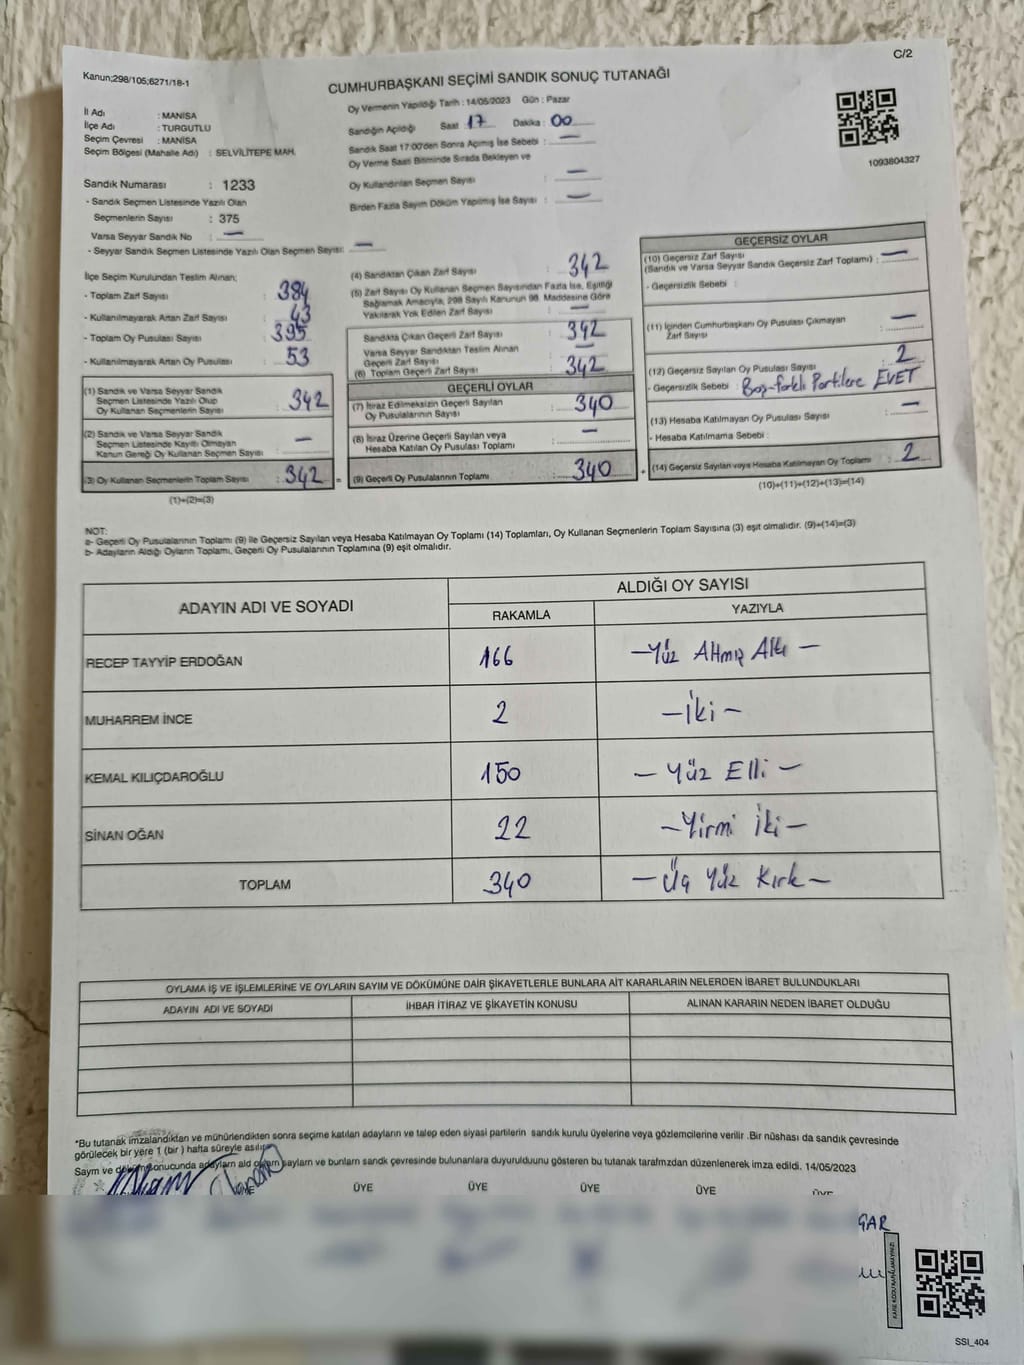 C/2
Kanun;298/105;6271/18-1
CUMHURBAŞKANI SEÇİMİ SANDIK SONUÇ TUTANAĞI
İl Adı : MANİSA
İlçe Adı : TURGUTLU
Seçim Çevresi : MANİSA
Seçim Bölgesi (Mahalle Adı) : SELVİLİTEPE MAH.
Oy Vermenin Yapıldığı Tarih : 14/05/2023 Gün : Pazar
Sandığın Açıldığı Saat : 17 Dakika : 00
Sandık Saat 17:00'den Sonra Açımış İse Sebebi : —
Oy Verme Saati Bitiminde Sırada Bekleyen ve
Oy Kullandırılan Seçmen Sayısı : —
Birden Fazla Sayım Döküm Yapılmış İse Sayısı : —
1093804327
Sandık Numarası : 1233
- Sandık Seçmen Listesinde Yazılı Olan
Seçmenlerin Sayısı : 375
Varsa Seyyar Sandık No : —
- Seyyar Sandık Seçmen Listesinde Yazılı Olan Seçmen Sayısı: —
İlçe Seçim Kurulundan Teslim Alınan;
- Toplam Zarf Sayısı : 384
- Kullanılmayarak Artan Zarf Sayısı : 43
- Toplam Oy Pusulası Sayısı : 395
- Kullanılmayarak Artan Oy Pusulası : 53
(1) Sandık ve Varsa Seyyar Sandık
Seçmen Listesinde Yazılı Olup
Oy Kullanan Seçmenlerin Sayısı : 342
(2) Sandık ve Varsa Seyyar Sandık
Seçmen Listesinde Kayıtlı Olmayan
Kanun Gereği Oy Kullanan Seçmen Sayısı : —
(3) Oy Kullanan Seçmenlerin Toplam Sayısı : 342 =
(1)+(2)=(3)
(4) Sandıktan Çıkan Zarf Sayısı : 342
(5) Zarf Sayısı Oy Kullanan Seçmen Sayısından Fazla İse, Eşitliği
Sağlamak Amacıyla, 298 Sayılı Kanunun 98. Maddesine Göre
Yakılarak Yok Edilen Zarf Sayısı : —
Sandıkta Çıkan Geçerli Zarf Sayısı : 342
Varsa Seyyar Sandıktan Teslim Alınan
Geçerli Zarf Sayısı : —
(6) Toplam Geçerli Zarf Sayısı : 342
GEÇERLİ OYLAR
(7) İtiraz Edilmeksizin Geçerli Sayılan
Oy Pusulalarının Sayısı : 340
(8) İtiraz Üzerine Geçerli Sayılan veya
Hesaba Katılan Oy Pusulası Toplamı : —
(9) Geçerli Oy Pusulalarının Toplamı : 340 +
GEÇERSİZ OYLAR
(10) Geçersiz Zarf Sayısı
(Sandık ve Varsa Seyyar Sandık Geçersiz Zarf Toplamı) : —
- Geçersizlik Sebebi :
(11) İçinden Cumhurbaşkanı Oy Pusulası Çıkmayan
Zarf Sayısı : —
(12) Geçersiz Sayılan Oy Pusulası Sayısı : 2
- Geçersizlik Sebebi : Boş-farklı Partilere EVET
(13) Hesaba Katılmayan Oy Pusulası Sayısı : —
- Hesaba Katılmama Sebebi :
(14) Geçersiz Sayılan veya Hesaba Katılmayan Oy Toplamı : 2
(10)+(11)+(12)+(13)=(14)
NOT:
a- Geçerli Oy Pusulalarının Toplamı (9) ile Geçersiz Sayılan veya Hesaba Katılmayan Oy Toplamı (14) Toplamları, Oy Kullanan Seçmenlerin Toplam Sayısına (3) eşit olmalıdır. (9)+(14)=(3)
b- Adayların Aldığı Oyların Toplamı, Geçerli Oy Pusulalarının Toplamına (9) eşit olmalıdır.
ADAYIN ADI VE SOYADI
ALDIĞI OY SAYISI
RAKAMLA YAZIYLA
RECEP TAYYİP ERDOĞAN 166 —Yüz Altmış Altı—
MUHARREM İNCE 2 —İki—
KEMAL KILIÇDAROĞLU 150 —Yüz Elli—
SİNAN OĞAN 22 —Yirmi İki—
TOPLAM 340 —Üç Yüz Kırk—
OYLAMA İŞ VE İŞLEMLERİNE VE OYLARIN SAYIM VE DÖKÜMÜNE DAİR ŞİKAYETLERLE BUNLARA AİT KARARLARIN NELERDEN İBARET BULUNDUKLARI
ADAYIN ADI VE SOYADI İHBAR İTİRAZ VE ŞİKAYETİN KONUSU ALINAN KARARIN NEDEN İBARET OLDUĞU
*Bu tutanak imzalandıktan ve mühürlendikten sonra seçime katılan adayların ve talep eden siyasi partilerin sandık kurulu üyelerine veya gözlemcilerine verilir .Bir nüshası da sandık çevresinde
görülecek bir yere 1 (bir ) hafta süreyle asılır.
Sayım ve döküm sonucunda adayların ald oyların sayıların ve bunların sandık çevresinde bulunanlara duyurulduunu gösteren bu tutanak tarafmzdan düzenlenerek imza edildi. 14/05/2023
ÜYE ÜYE ÜYE ÜYE ÜYE
GAR
SSI_404